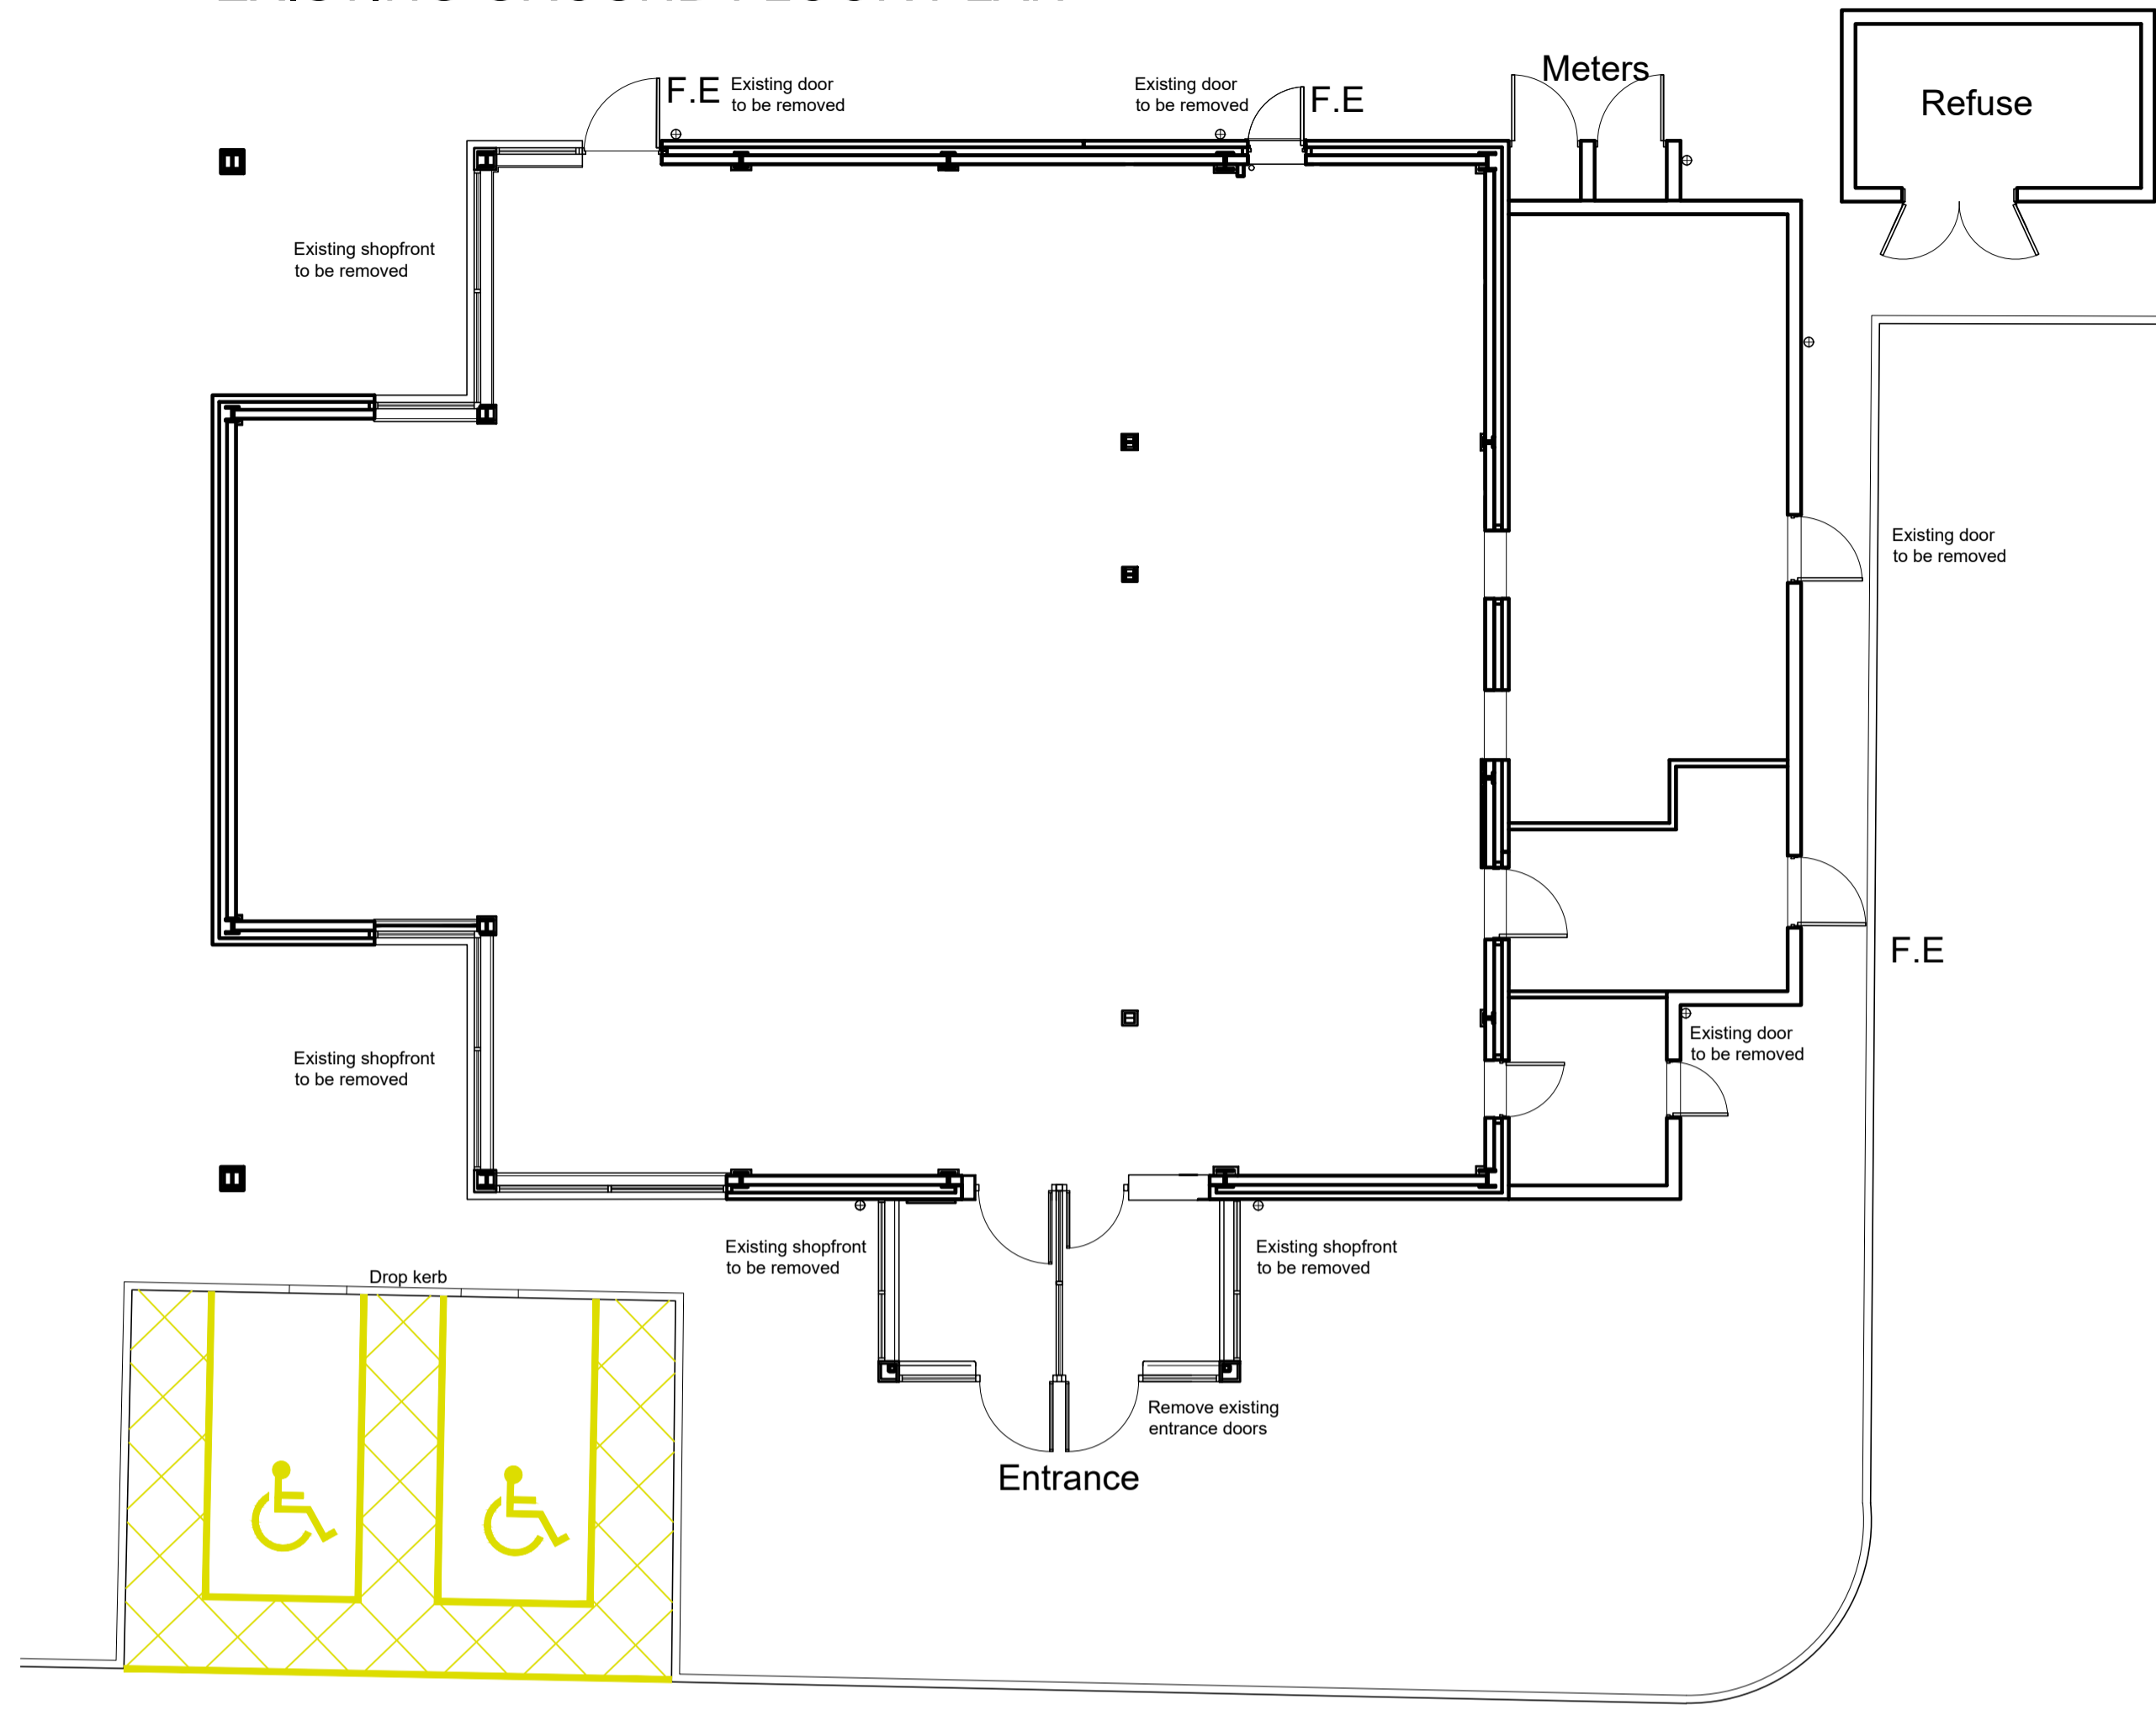 F.E
Existing door
to be removed
Existing door
to be removed
F.E
Meters
Refuse
Existing shopfront
to be removed
Existing door
to be removed
F.E
Existing door
to be removed
Existing shopfront
to be removed
Existing shopfront
to be removed
Existing shopfront
to be removed
Drop kerb
Remove existing
entrance doors
Entrance